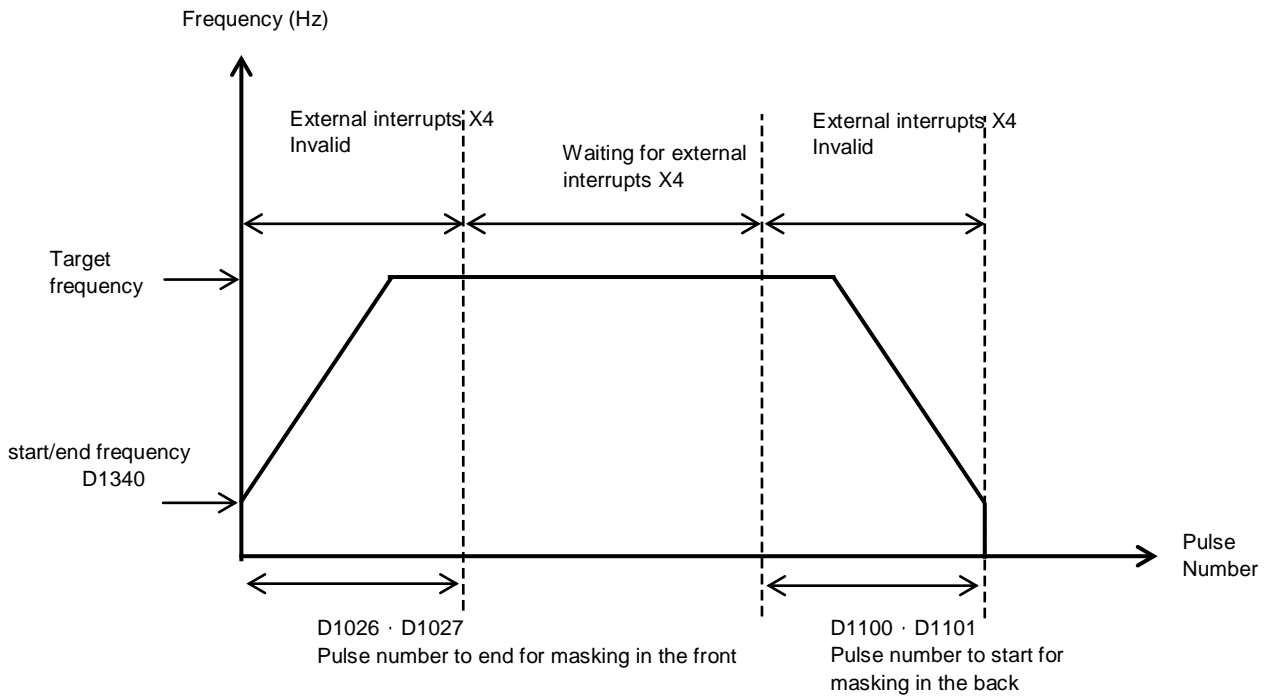 Frequency (Hz)
External interrupts X4
Invalid
Waiting for external
interrupts X4
External interrupts X4
Invalid
Target
frequency
start/end frequency
D1340
Pulse
Number
D1026 · D1027
Pulse number to end for masking in the front
D1100 · D1101
Pulse number to start for
masking in the back